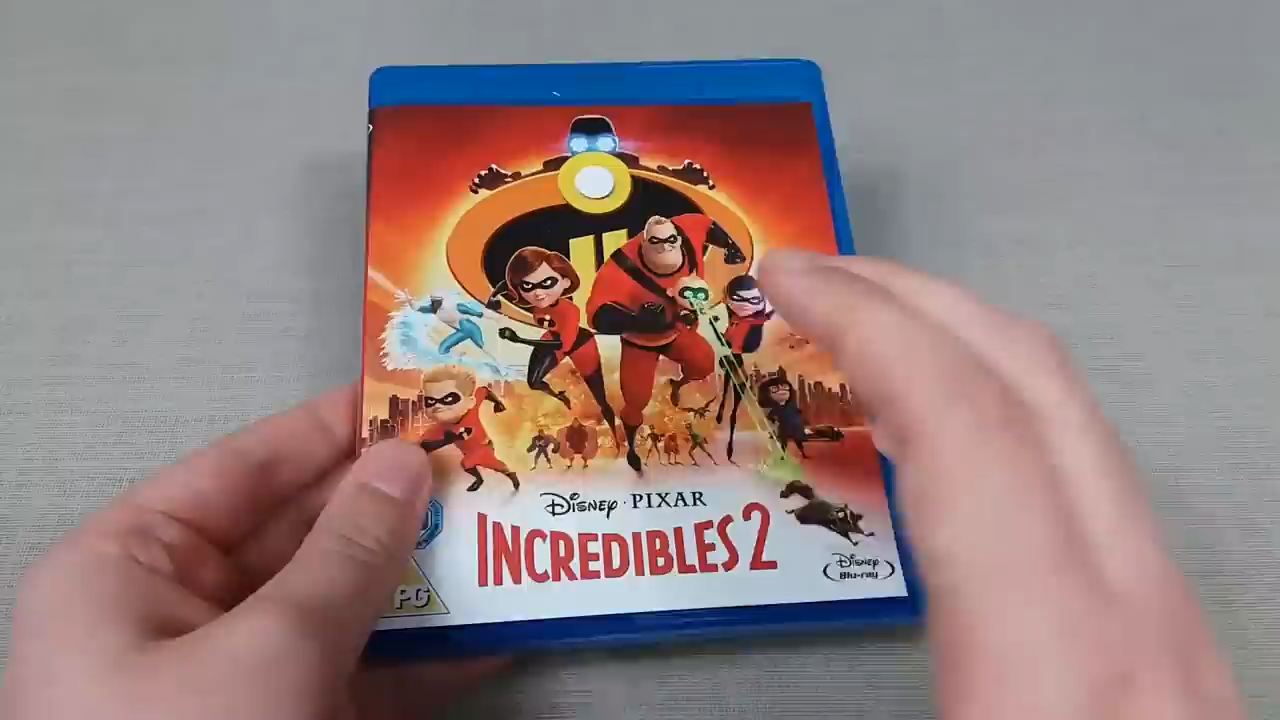 DISNEY · PIXAR
INCREDIBLES 2
DISNEY
Blu-ray
PG